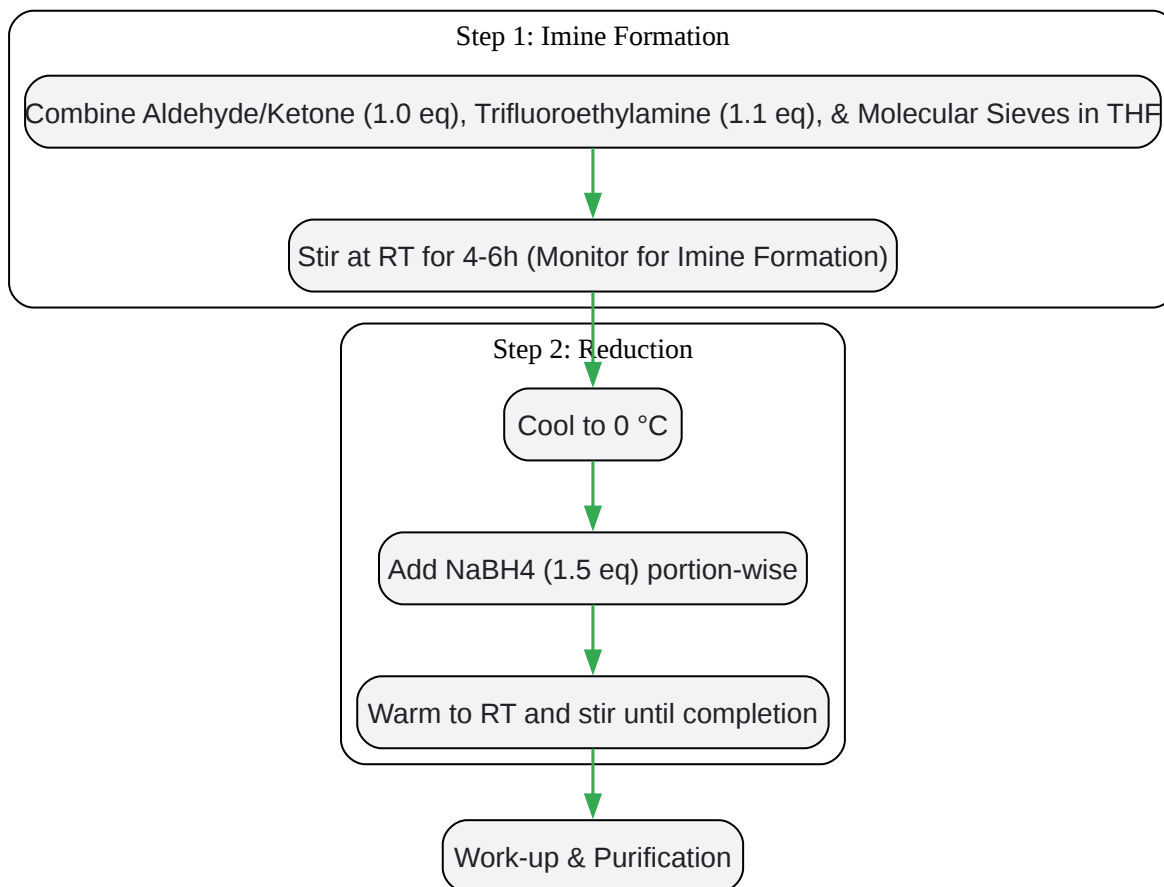 Step 1: Imine Formation
Combine Aldehyde/Ketone (1.0 eq), Trifluoroethylamine (1.1 eq), & Molecular Sieves in THF
Stir at RT for 4-6h (Monitor for Imine Formation)
Step 2: Reduction
Cool to 0 °C
Add NaBH4 (1.5 eq) portion-wise
Warm to RT and stir until completion
Work-up & Purification